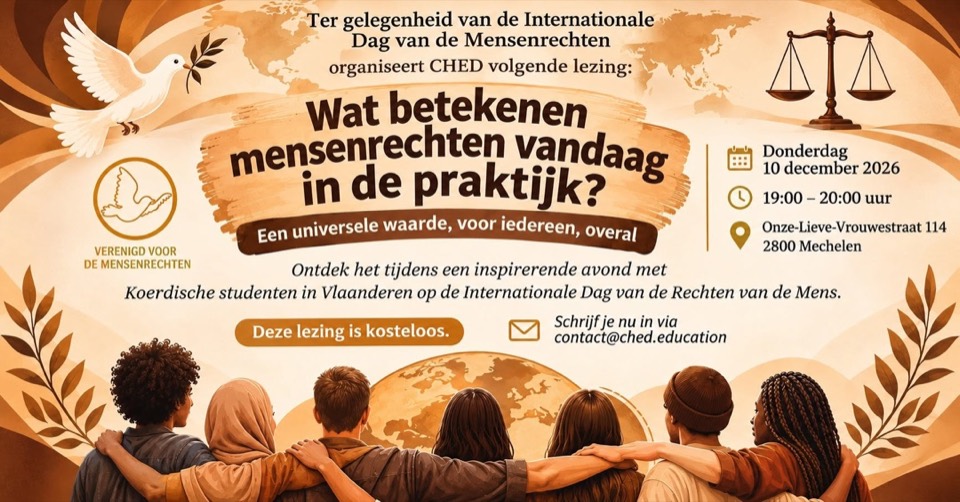 Ter gelegenheid van de Internationale
Dag van de Mensenrechten
organiseert CHED volgende lezing:
Wat betekenen
mensenrechten vandaag
in de praktijk?
Een universele waarde, voor iedereen, overal
VERENIGD VOOR
DE MENSENRECHTEN
Donderdag
10 december 2026
19:00 – 20:00 uur
Onze-Lieve-Vrouwestraat 114
2800 Mechelen
Ontdek het tijdens een inspirerende avond met
Koerdische studenten in Vlaanderen op de Internationale Dag van de Rechten van de Mens.
Deze lezing is kosteloos.
Schrijf je nu in via
contact@ched.education